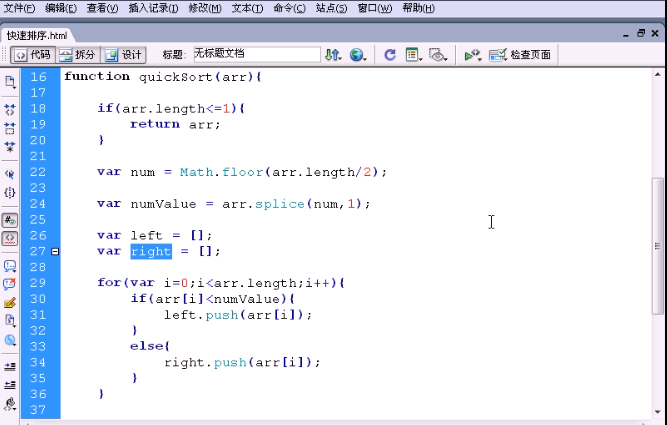 文件(F) 编辑(E) 查看(V) 插入记录(I) 修改(M) 文本(T) 命令(C) 站点(S) 窗口(W) 帮助(H)
快速排序.html
代码 拆分 设计 标题: 无标题文档 检查页面
16 function quickSort(arr){
17
18 if(arr.length<=1){
19 return arr;
20 }
21
22 var num = Math.floor(arr.length/2);
23
24 var numValue = arr.splice(num,1);
25
26 var left = [];
27 var right = [];
28
29 for(var i=0;i<arr.length;i++){
30 if(arr[i]<numValue){
31 left.push(arr[i]);
32 }
33 else{
34 right.push(arr[i]);
35 }
36 }
37